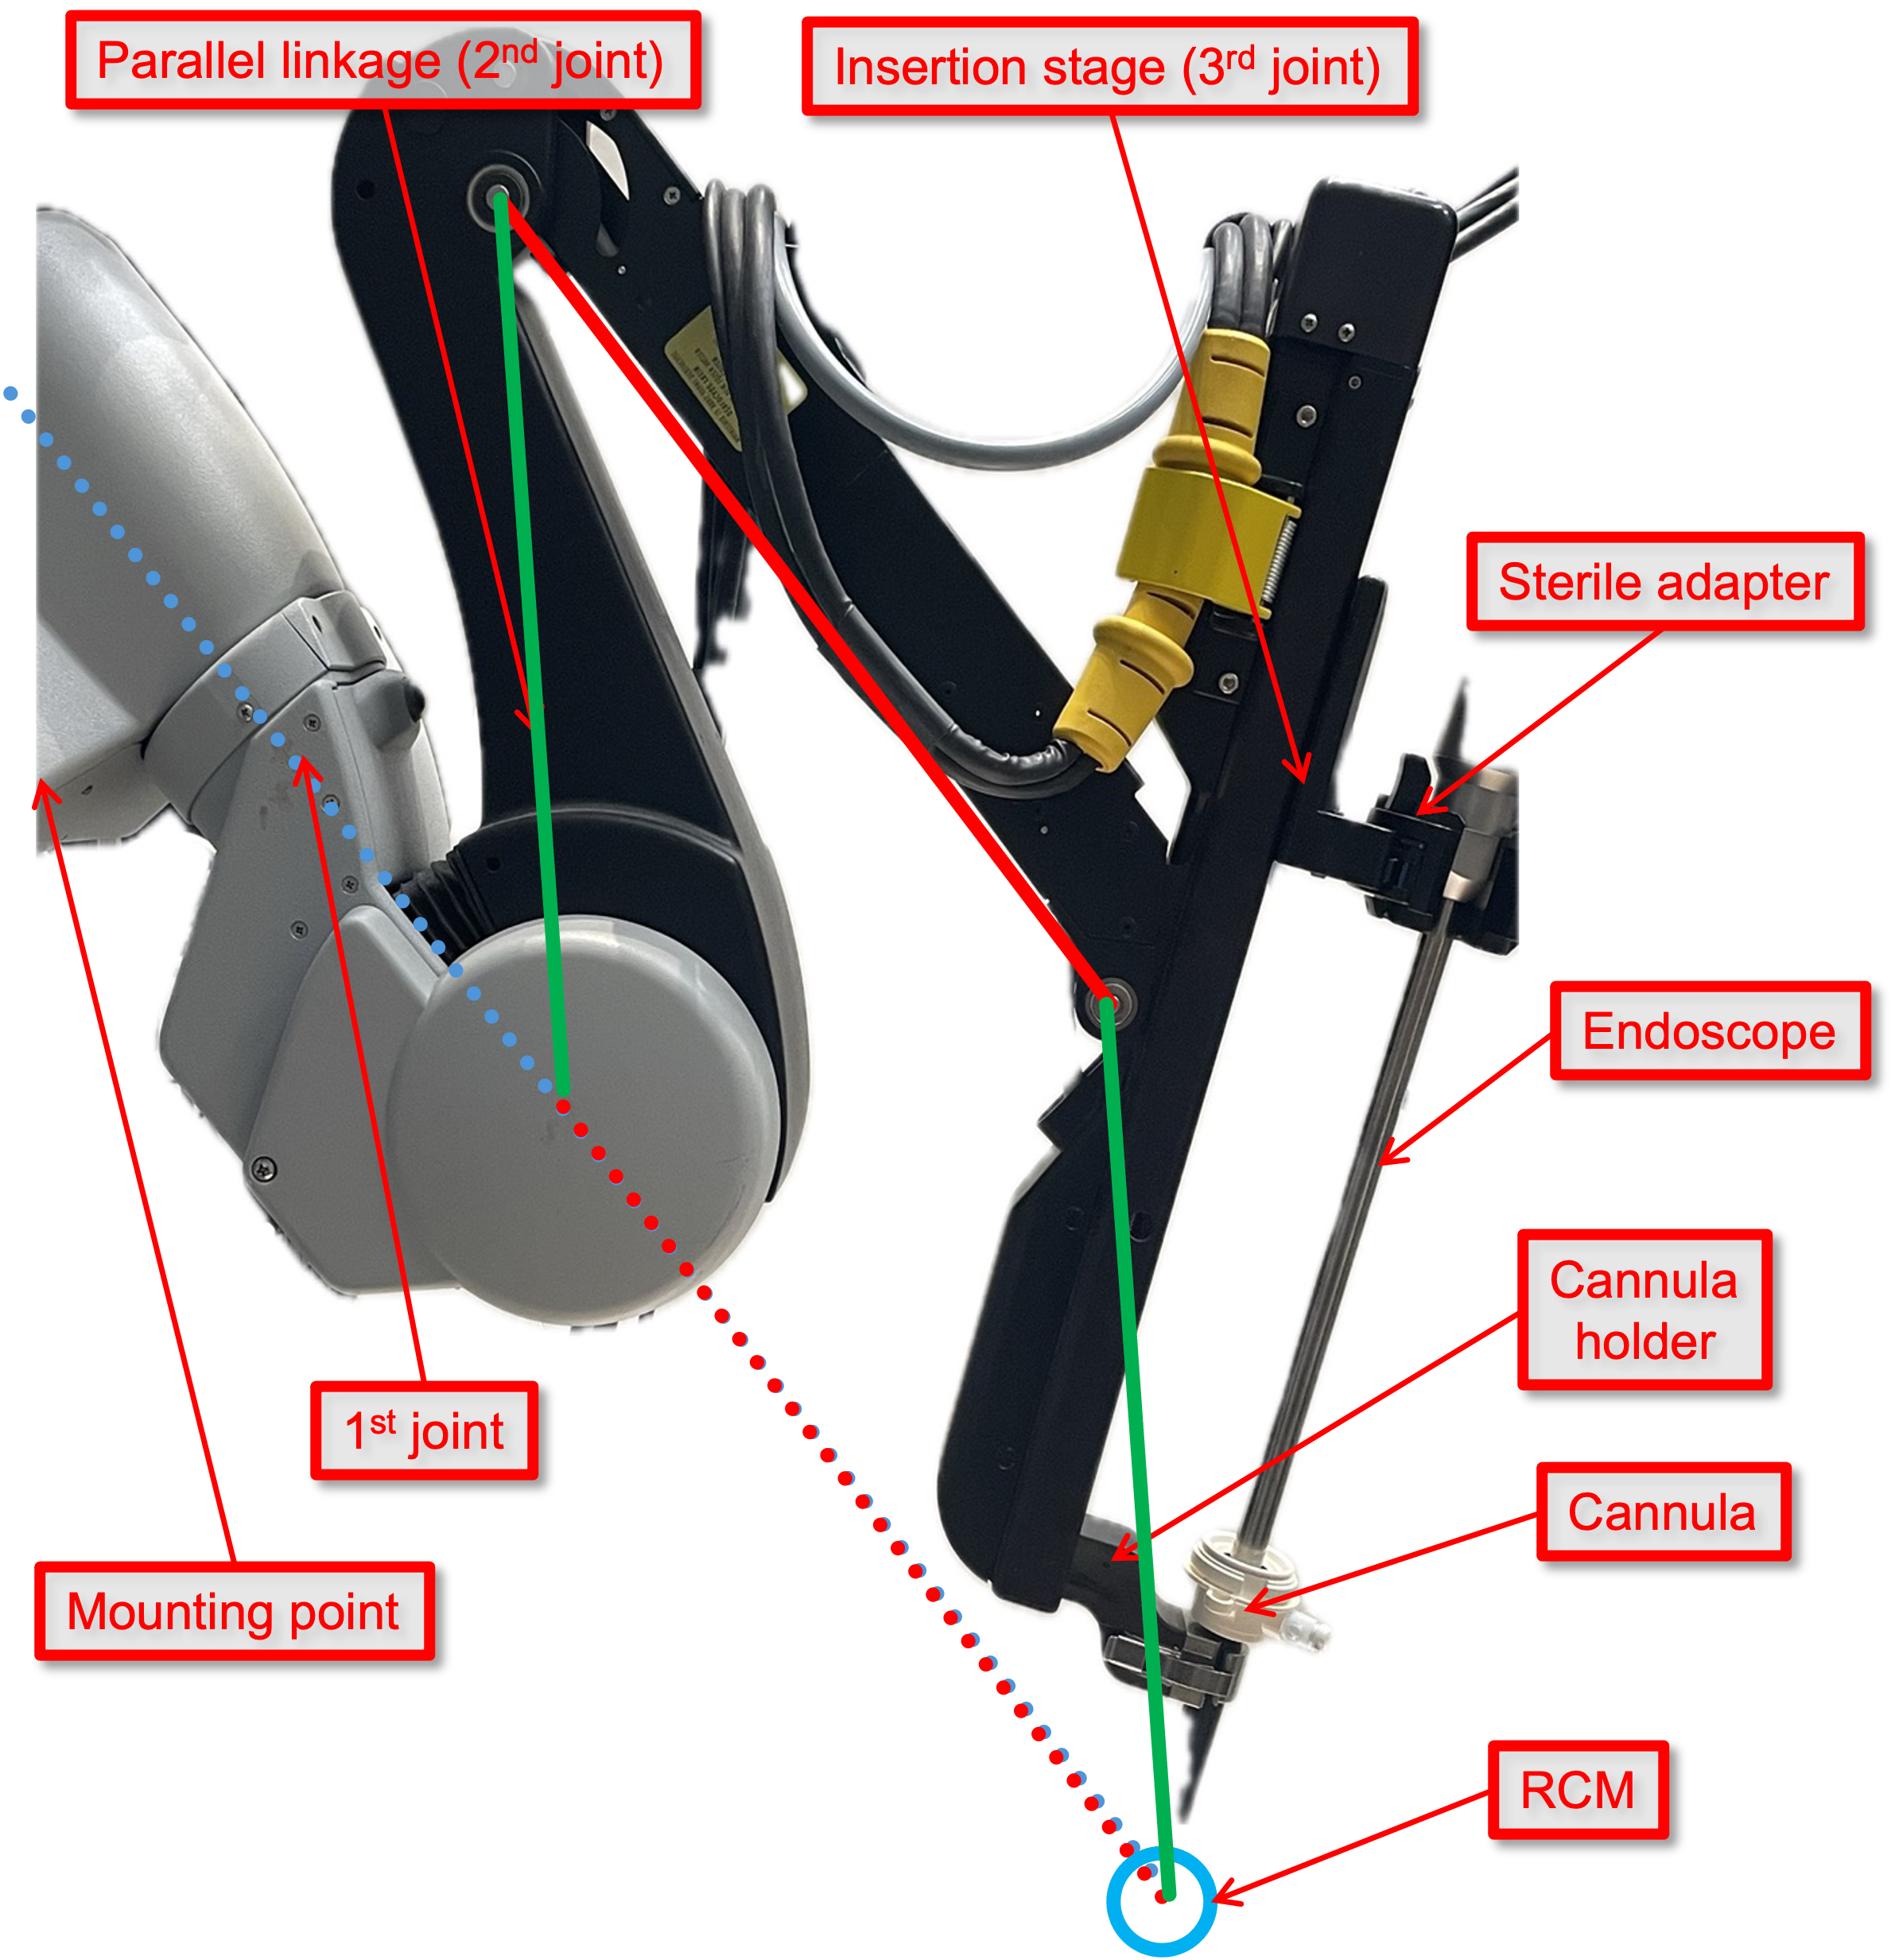 Parallel linkage (2nd joint)
Insertion stage (3rd joint)
Sterile adapter
Endoscope
Cannula
holder
1st joint
Cannula
Mounting point
RCM